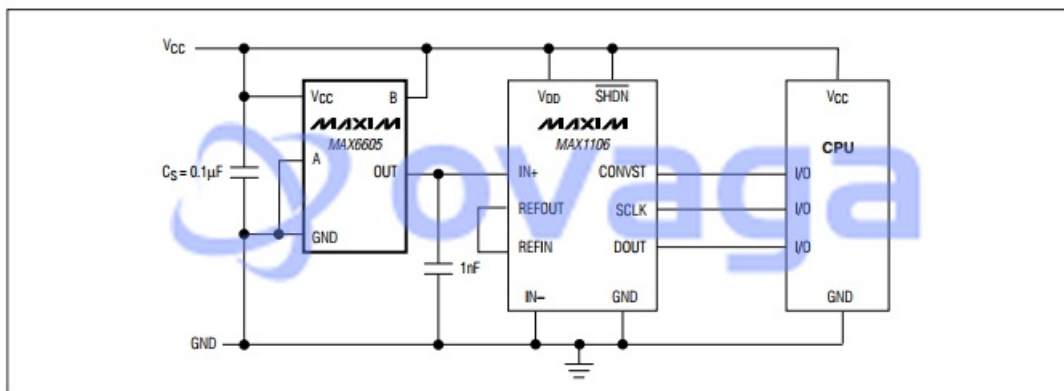 VCC
VCC
B
MAXIM
MAX6605
A
OUT
GND
CS = 0.1µF
1nF
VDD
SHDN
MAXIM
MAX1106
IN+
CONVST
REFOUT
SCLK
REFIN
DOUT
IN–
GND
VCC
CPU
I/O
I/O
I/O
GND
GND
ovaga